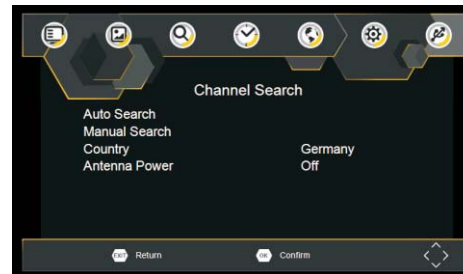 Channel Search
Auto Search
Manual Search
Country Germany
Antenna Power Off
EXIT Return OK Confirm